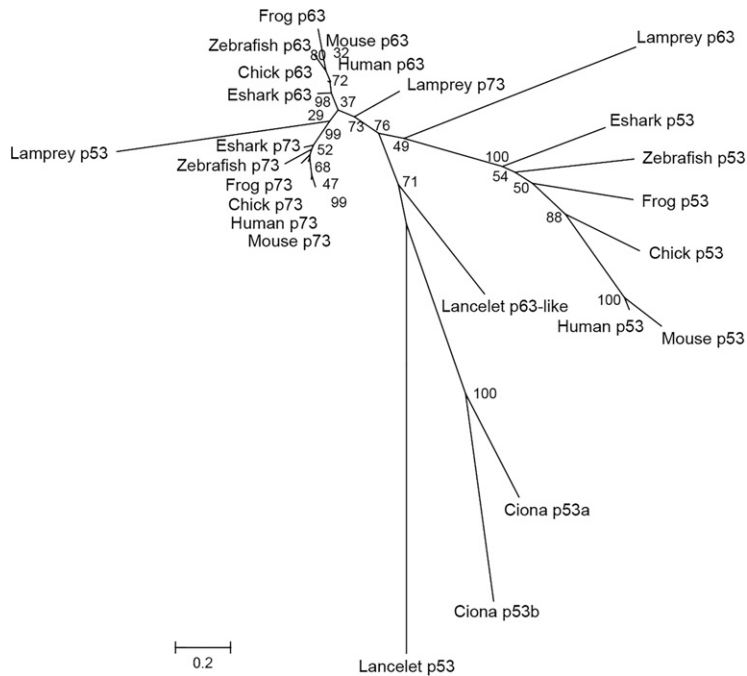 Frog p63
Zebrafish p63
Mouse p63
80
32
Human p63
Chick p63
72
Eshark p63
98
37
Lamprey p73
Lamprey p63
29
99
73
76
49
Lamprey p53
Eshark p73
52
Zebrafish p73
68
Frog p73
47
Chick p73
99
Human p73
Mouse p73
Eshark p53
100
Zebrafish p53
54
50
Frog p53
88
Chick p53
71
Lancelet p63-like
100
Human p53
Mouse p53
100
Ciona p53a
Ciona p53b
0.2
Lancelet p53